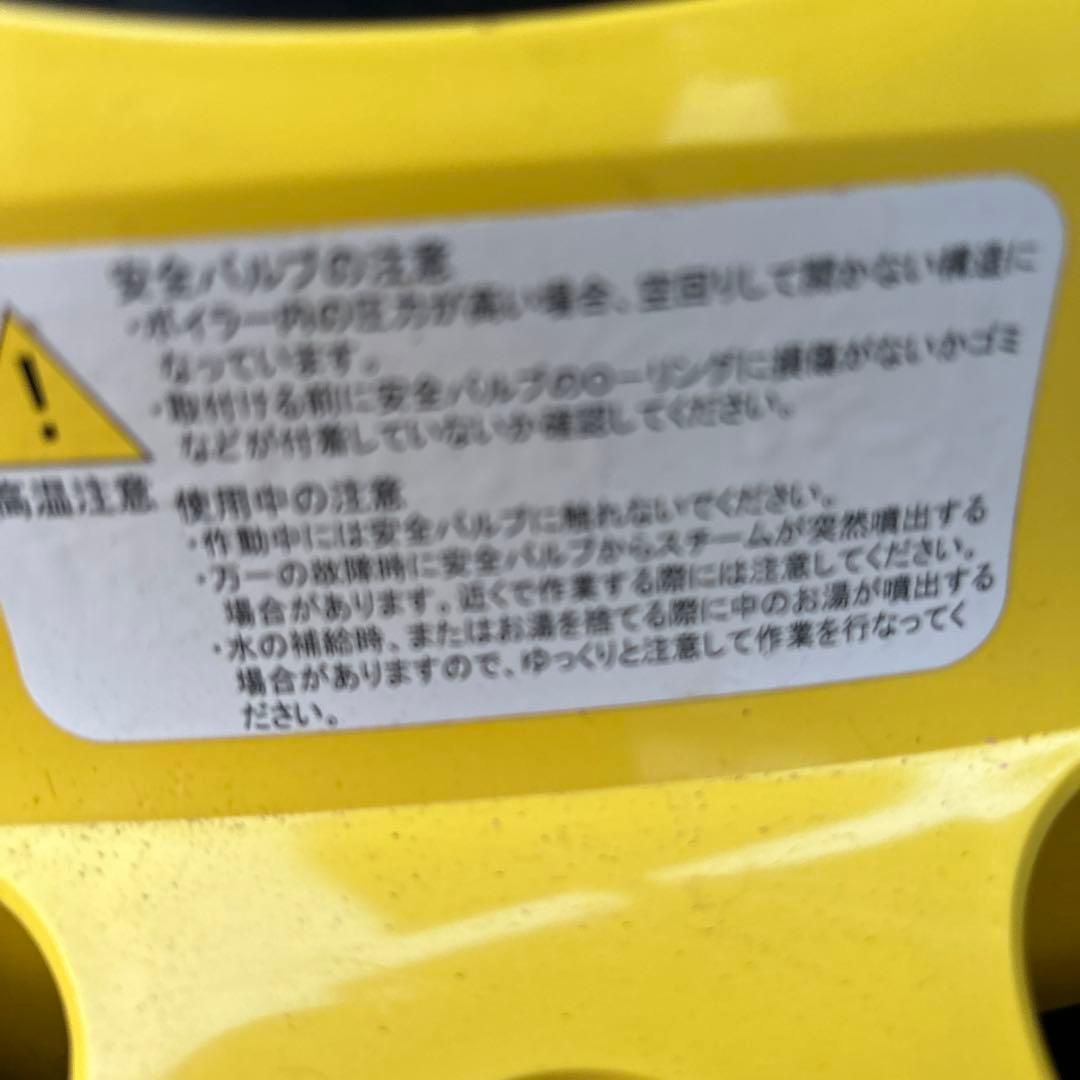 安全バルブの注意
・ボイラー内の圧力が高い場合、空回りして開かない構造に
なっています。
・取付ける前に安全バルブのO－リングに損傷がないかゴミ
などが付着していないか確認してください。
高温注意
使用中の注意
・作動中には安全バルブに触れないでください。
・万一の故障時に安全バルブからスチームが突然噴出する
場合があります。近くで作業する際には注意してください。
・水の補給時、またはお湯を捨てる際に中のお湯が噴出する
場合がありますので、ゆっくりと注意して作業を行なってく
ださい。